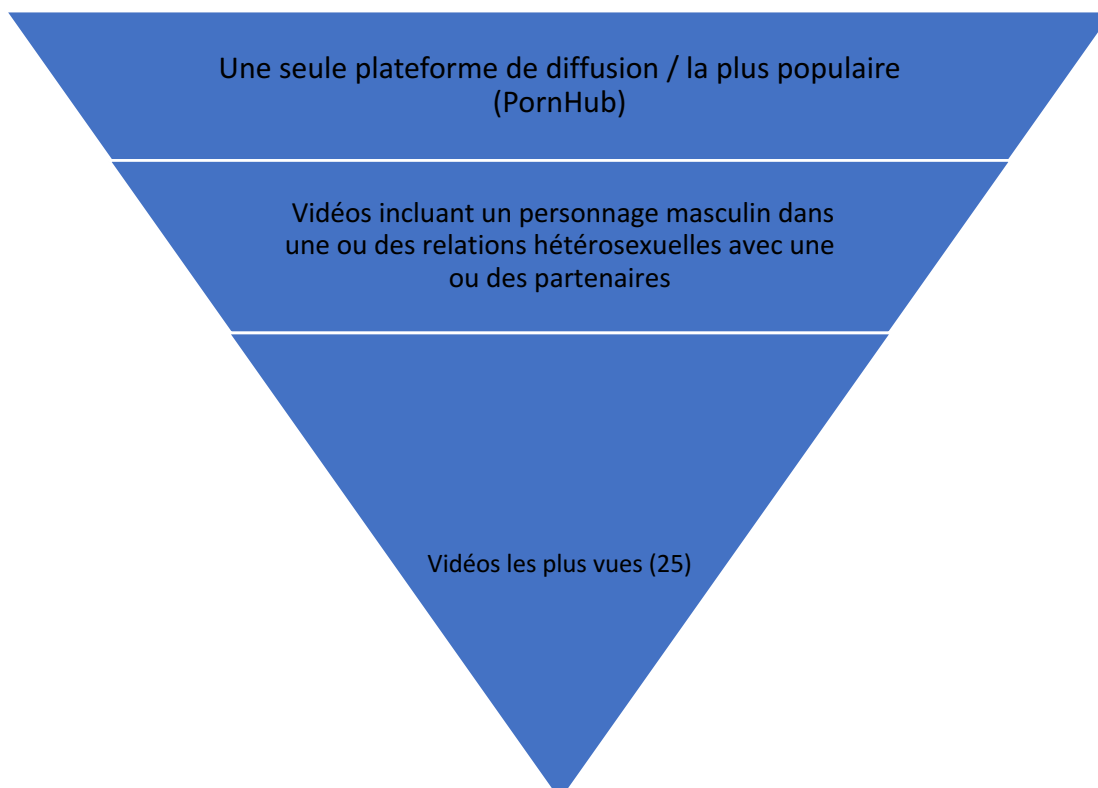 Une seule plateforme de diffusion / la plus populaire
(PornHub)
Vidéos incluant un personnage masculin dans
une ou des relations hétérosexuelles avec une
ou des partenaires
Vidéos les plus vues (25)